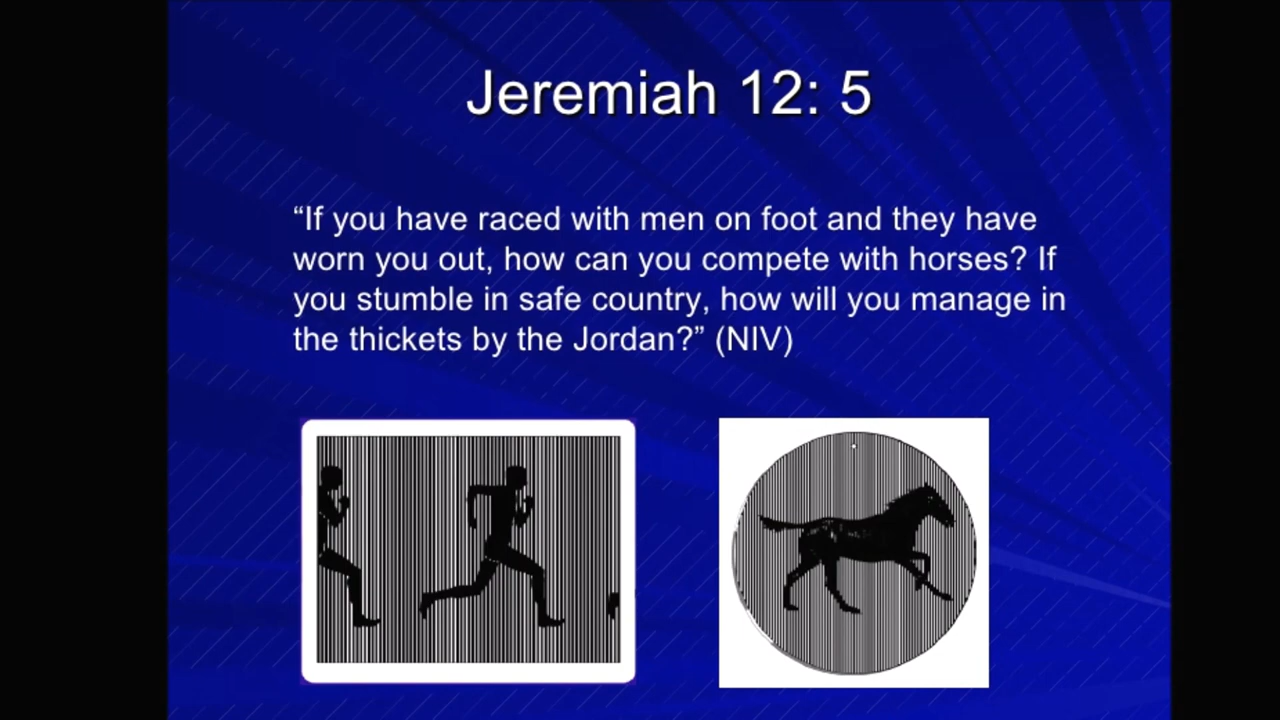 Jeremiah 12: 5
“If you have raced with men on foot and they have
worn you out, how can you compete with horses? If
you stumble in safe country, how will you manage in
the thickets by the Jordan?” (NIV)